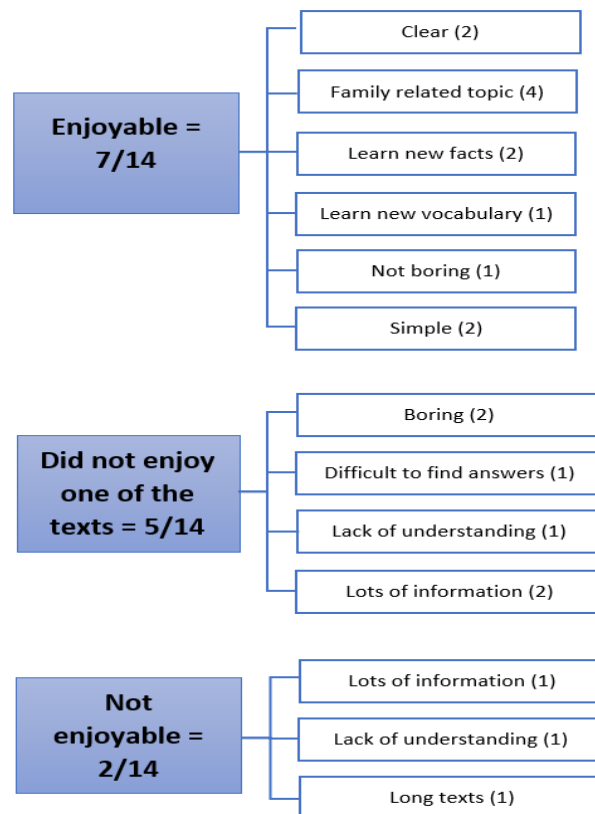 Enjoyable =
7/14
Clear (2)
Family related topic (4)
Learn new facts (2)
Learn new vocabulary (1)
Not boring (1)
Simple (2)
Did not enjoy
one of the
texts = 5/14
Boring (2)
Difficult to find answers (1)
Lack of understanding (1)
Lots of information (2)
Not
enjoyable =
2/14
Lots of information (1)
Lack of understanding (1)
Long texts (1)